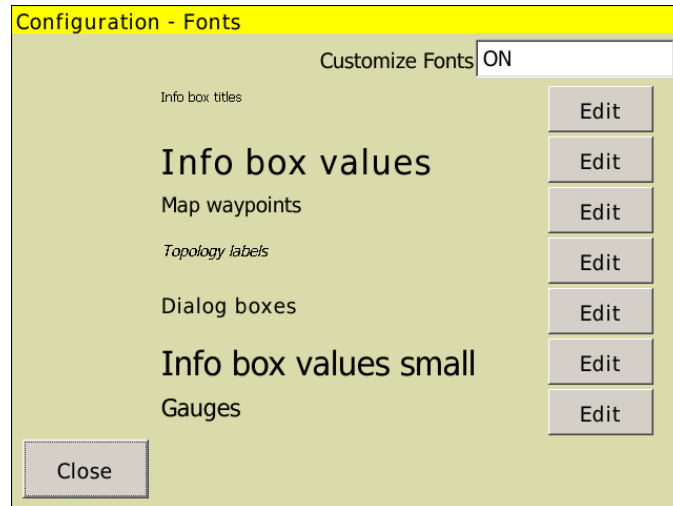 Configuration - Fonts
Customize Fonts ON
Info box titles Edit
Info box values Edit
Map waypoints Edit
Topology labels Edit
Dialog boxes Edit
Info box values small Edit
Gauges Edit
Close